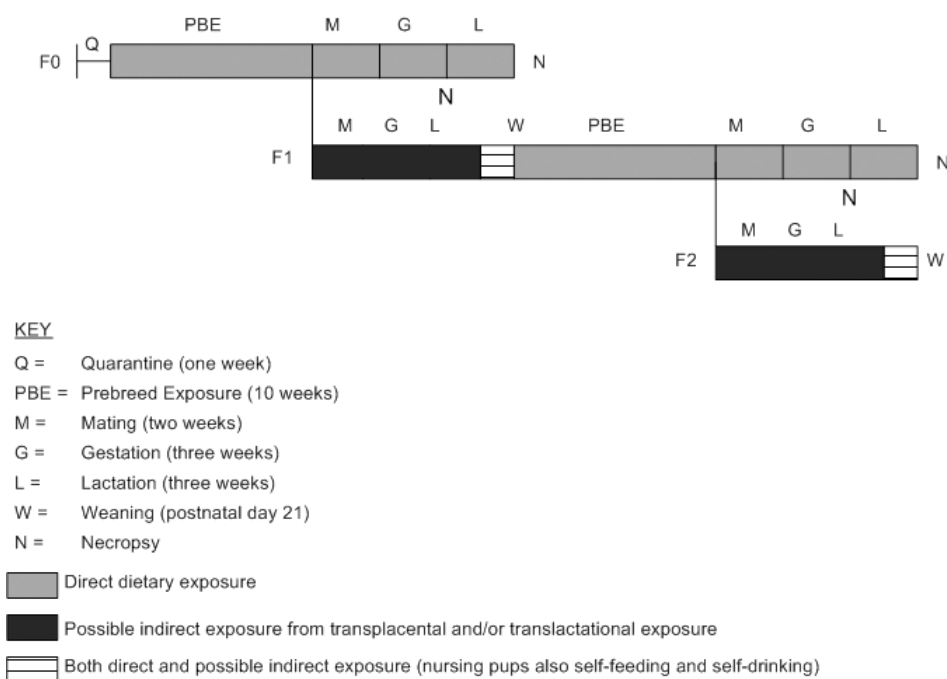 PBE M G L
Q
F0 N
N
M G L W PBE M G L
F1 N
N
M G L
F2 W
KEY
Q = Quarantine (one week)
PBE = Prebreed Exposure (10 weeks)
M = Mating (two weeks)
G = Gestation (three weeks)
L = Lactation (three weeks)
W = Weaning (postnatal day 21)
N = Necropsy
Direct dietary exposure
Possible indirect exposure from transplacental and/or translactational exposure
Both direct and possible indirect exposure (nursing pups also self-feeding and self-drinking)